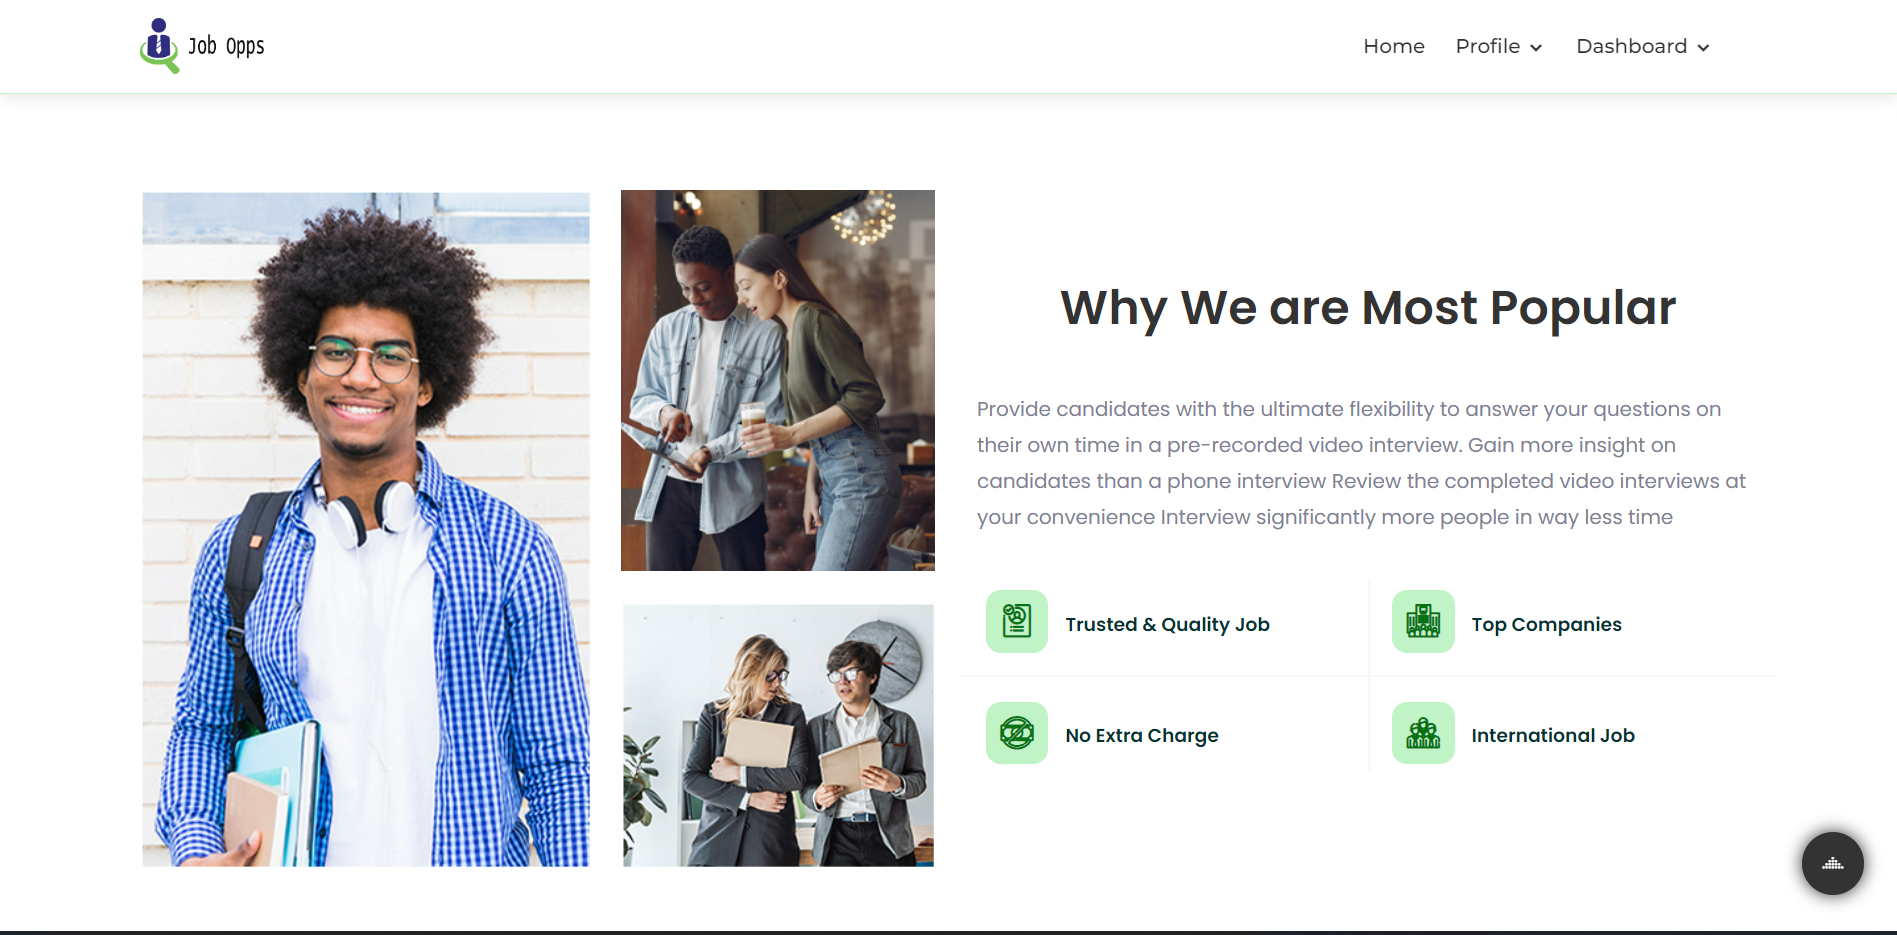 Job Opps
Home Profile Dashboard
Why We are Most Popular
Provide candidates with the ultimate flexibility to answer your questions on
their own time in a pre-recorded video interview. Gain more insight on
candidates than a phone interview Review the completed video interviews at
your convenience Interview significantly more people in way less time
Trusted & Quality Job
Top Companies
No Extra Charge
International Job